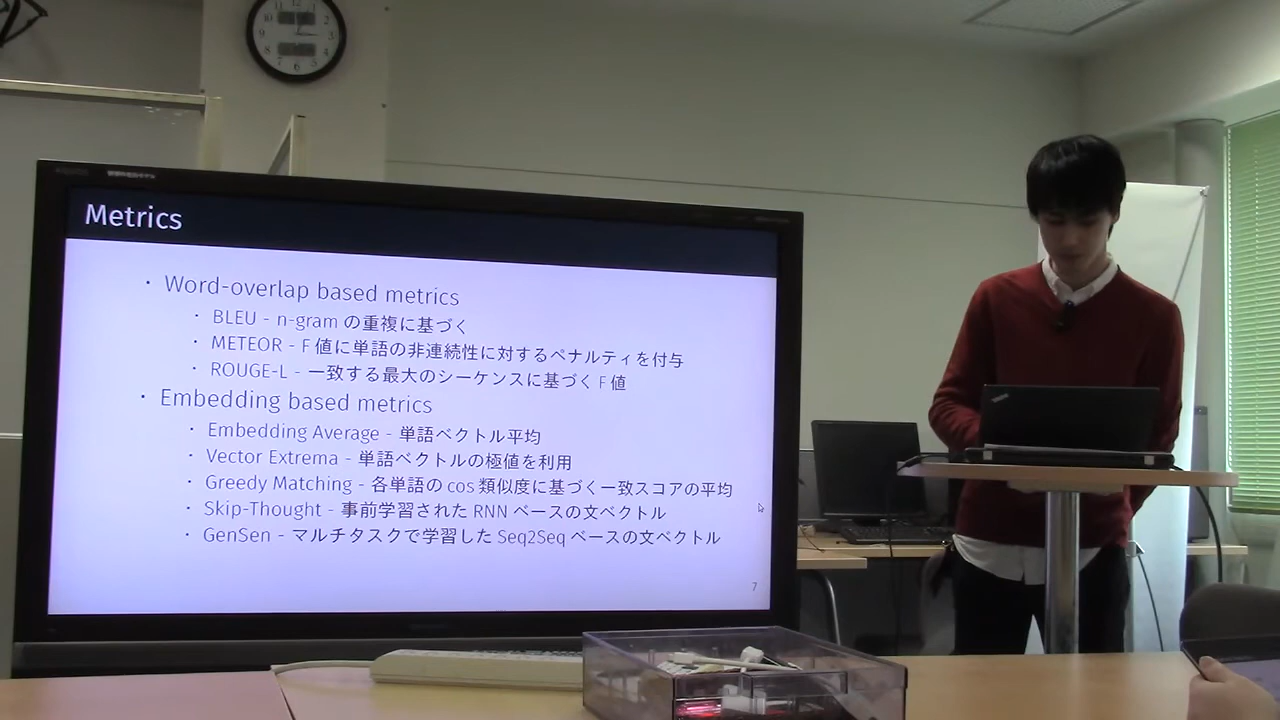 Metrics
・ Word-overlap based metrics
・ BLEU - n-gram の重複に基づく
・ METEOR - F 値に単語の非連続性に対するペナルティを付与
・ ROUGE-L - 一致する最大のシーケンスに基づく F 値
・ Embedding based metrics
・ Embedding Average - 単語ベクトル平均
・ Vector Extrema - 単語ベクトルの極値を利用
・ Greedy Matching - 各単語の cos 類似度に基づく一致スコアの平均
・ Skip-Thought - 事前学習された RNN ベースの文ベクトル
・ GenSen - マルチタスクで学習した Seq2Seq ベースの文ベクトル
7